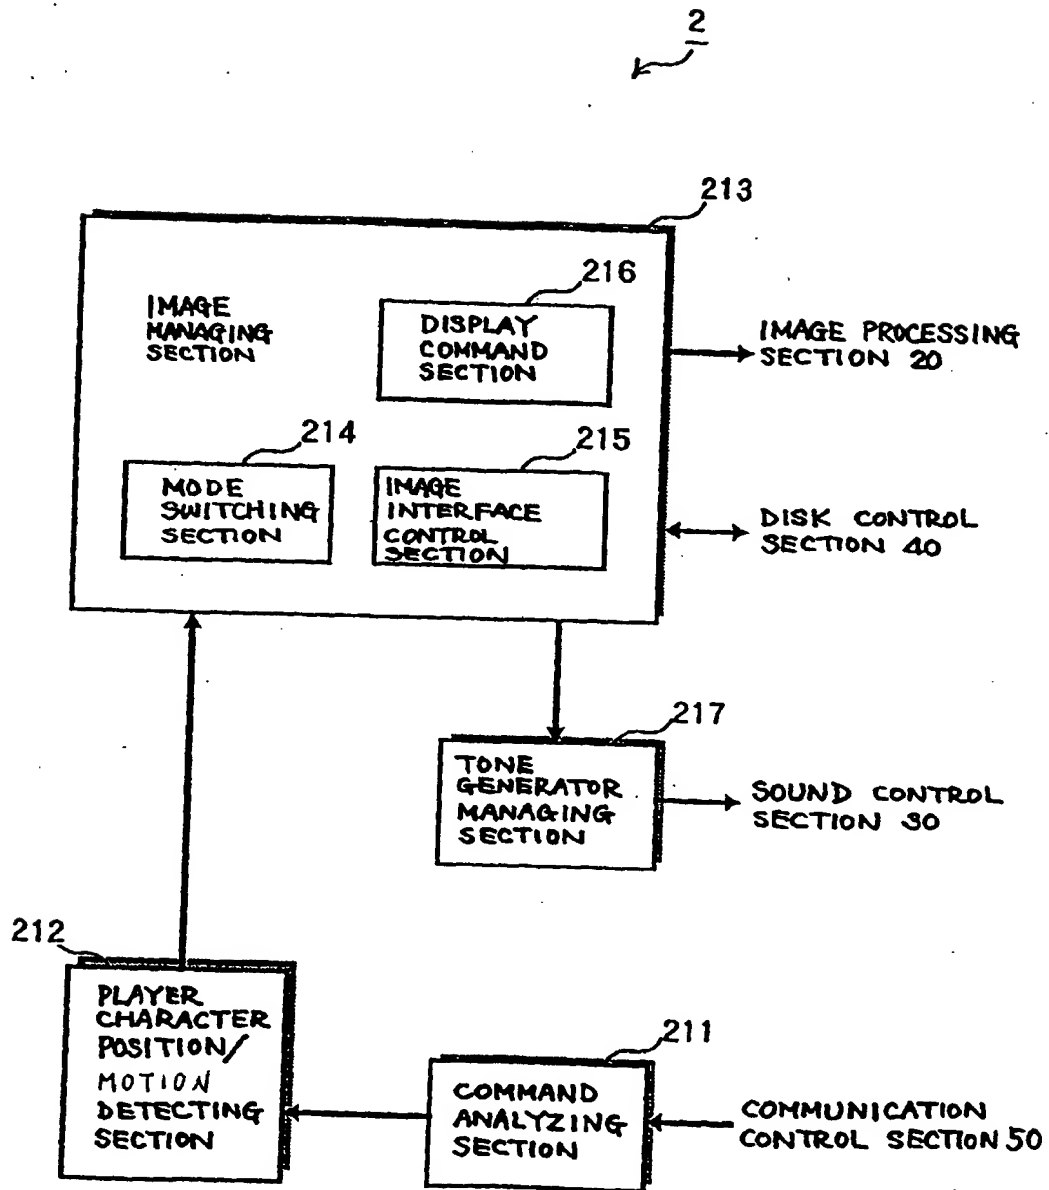 2
213
216
IMAGE
MANAGING
SECTION
DISPLAY
COMMAND
SECTION
IMAGE PROCESSING
SECTION 20
214
215
MODE
SWITCHING
SECTION
IMAGE
INTERFACE
CONTROL
SECTION
DISK CONTROL
SECTION 40
217
TONE
GENERATOR
MANAGING
SECTION
SOUND CONTROL
SECTION 30
212
PLAYER
CHARACTER
POSITION/
MOTION
DETECTING
SECTION
211
COMMAND
ANALYZING
SECTION
COMMUNICATION
CONTROL SECTION 50